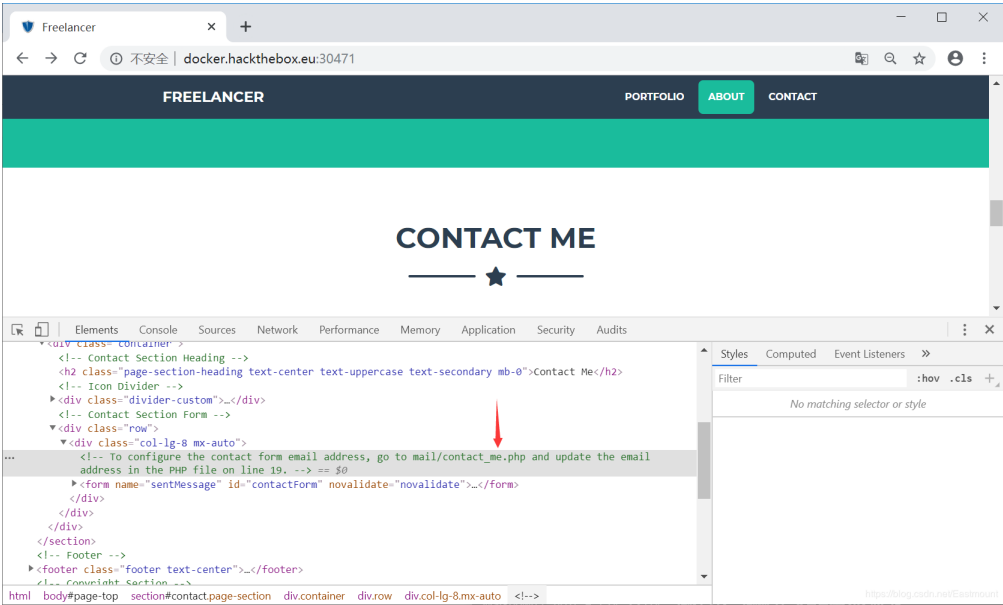 Freelancer
不安全 | docker.hackthebox.eu:30471
FREELANCER PORTFOLIO ABOUT CONTACT
CONTACT ME
Elements Console Sources Network Performance Memory Application Security Audits
<div class="container">
<!-- Contact Section Heading -->
<h2 class="page-section-heading text-center text-uppercase text-secondary mb-0">Contact Me</h2>
<!-- Icon Divider -->
<div class="divider-custom">…</div>
<!-- Contact Section Form -->
<div class="row">
<div class="col-lg-8 mx-auto">
<!-- To configure the contact form email address, go to mail/contact_me.php and update the email
address in the PHP file on line 19. --> == $0
<form name="sentMessage" id="contactForm" novalidate="novalidate">…</form>
</div>
</div>
</div>
</section>
<!-- Footer -->
<footer class="footer text-center">…</footer>
<!-- Copyright Section -->
html body#page-top section#contact.page-section div.container div.row div.col-lg-8.mx-auto <!-->
Styles Computed Event Listeners »
Filter :hov .cls +
No matching selector or style
https://blog.csdn.net/Eastmount